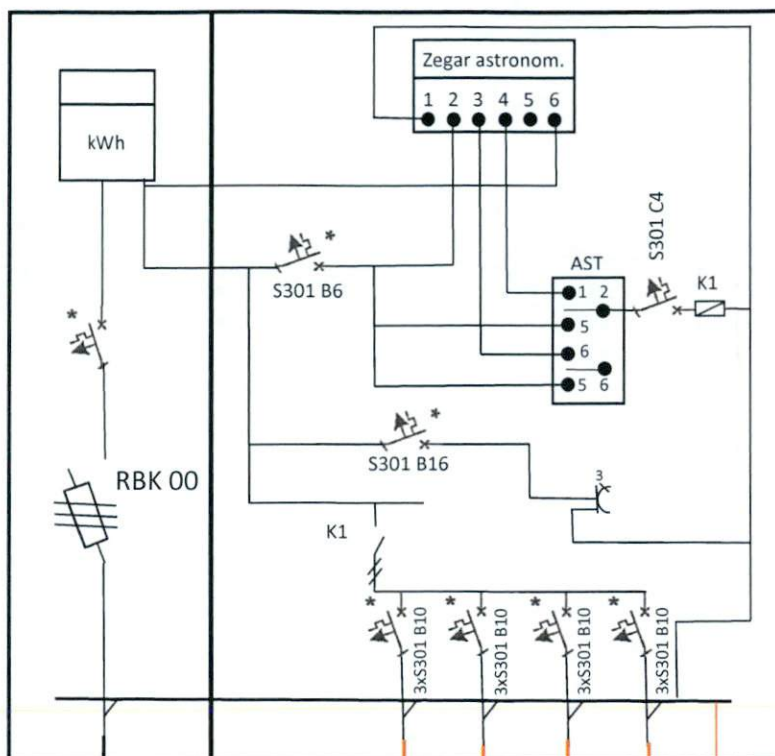 Zegar astronom.
1 2 3 4 5 6
kWh
S301 C4
*
S301 B6
AST
K1
1 2
5
6
5 6
*
*
S301 B16
RBK 00
3
K1
* * * *
3xS301 B10
3xS301 B10
3xS301 B10
3xS301 B10